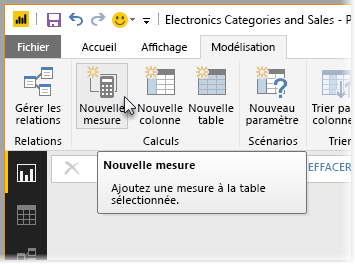 Electronics Categories and Sales - P
Fichier Accueil Affichage Modélisation
Gérer les relations
Nouvelle mesure
Nouvelle colonne
Nouvelle table
Nouveau paramètre
Trier pa colonne
Relations Calculs Scénarios Trier
EFFACER
Nouvelle mesure
Ajoutez une mesure à la table
sélectionnée.